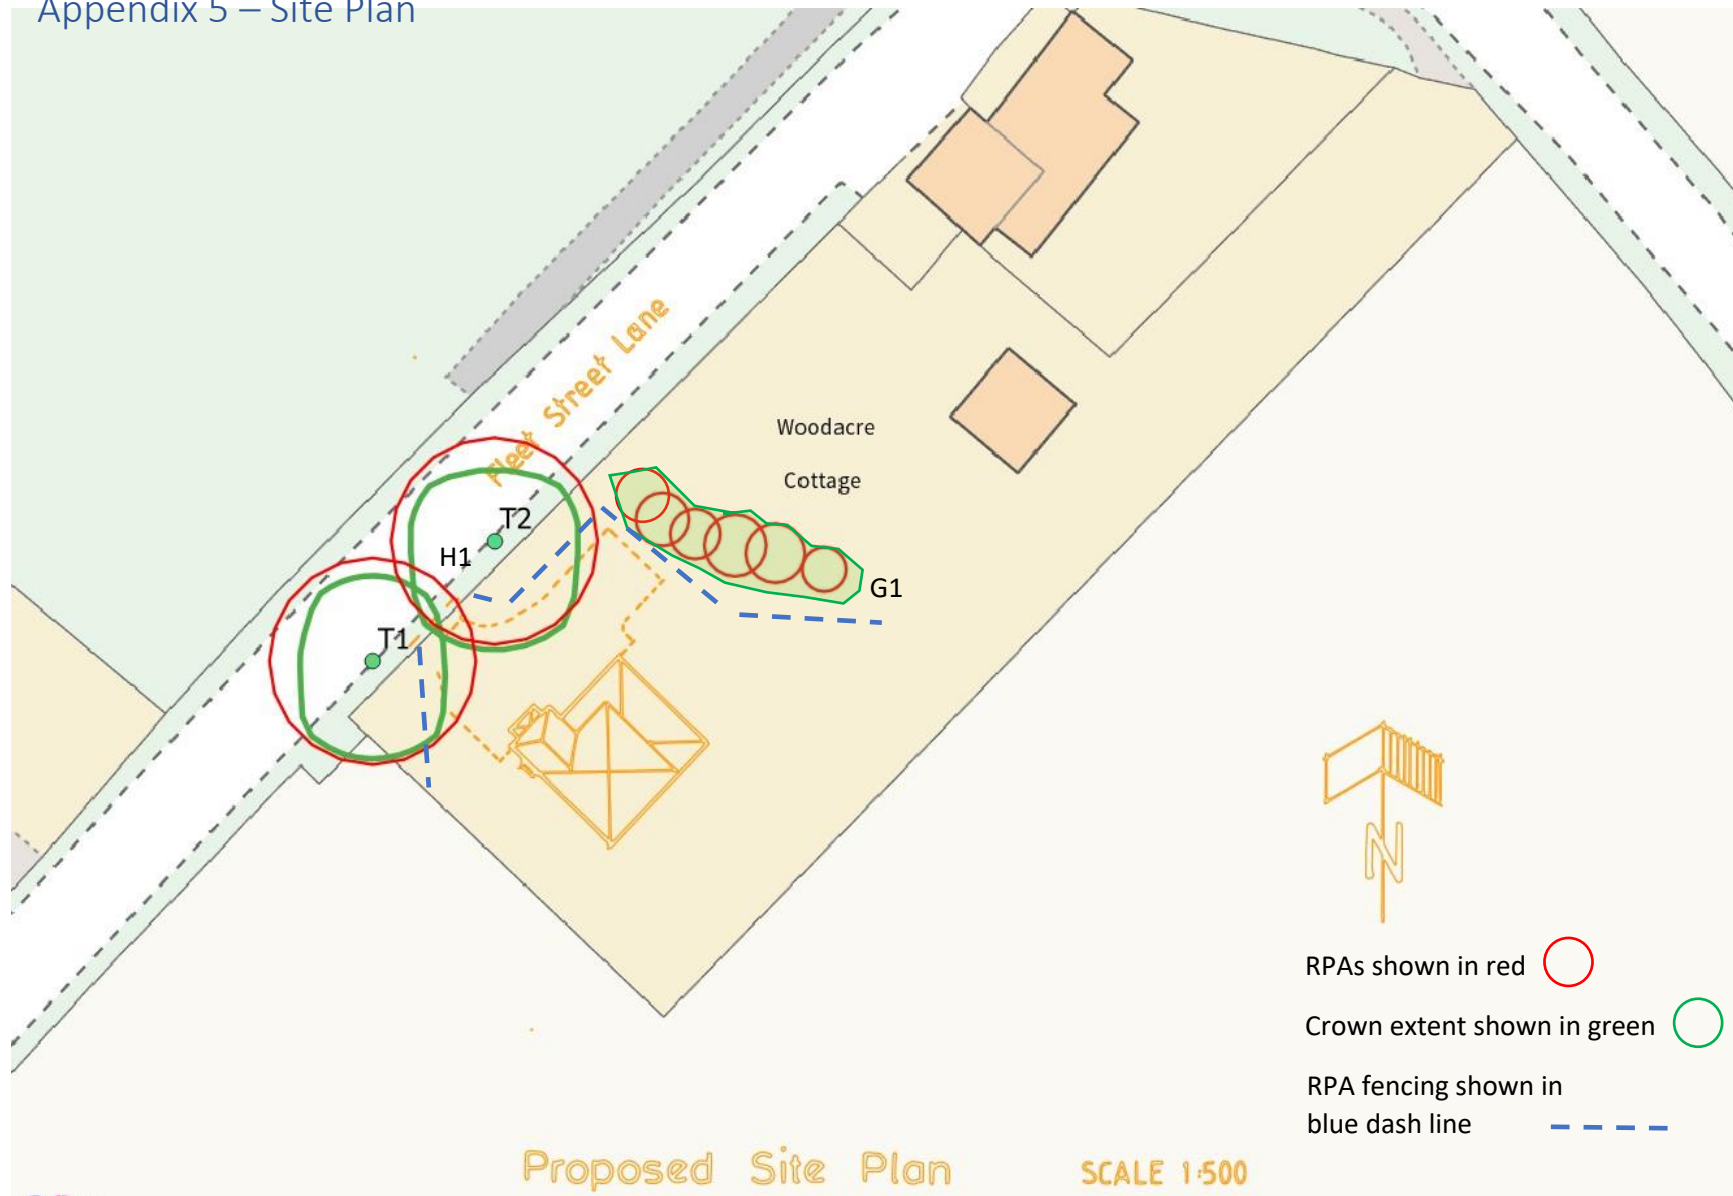 Appendix 5 – Site Plan
Fleet Street Lane
Woodacre
Cottage
T2
H1
G1
T1
N
RPAs shown in red
Crown extent shown in green
RPA fencing shown in
blue dash line
Proposed Site Plan
SCALE 1:500